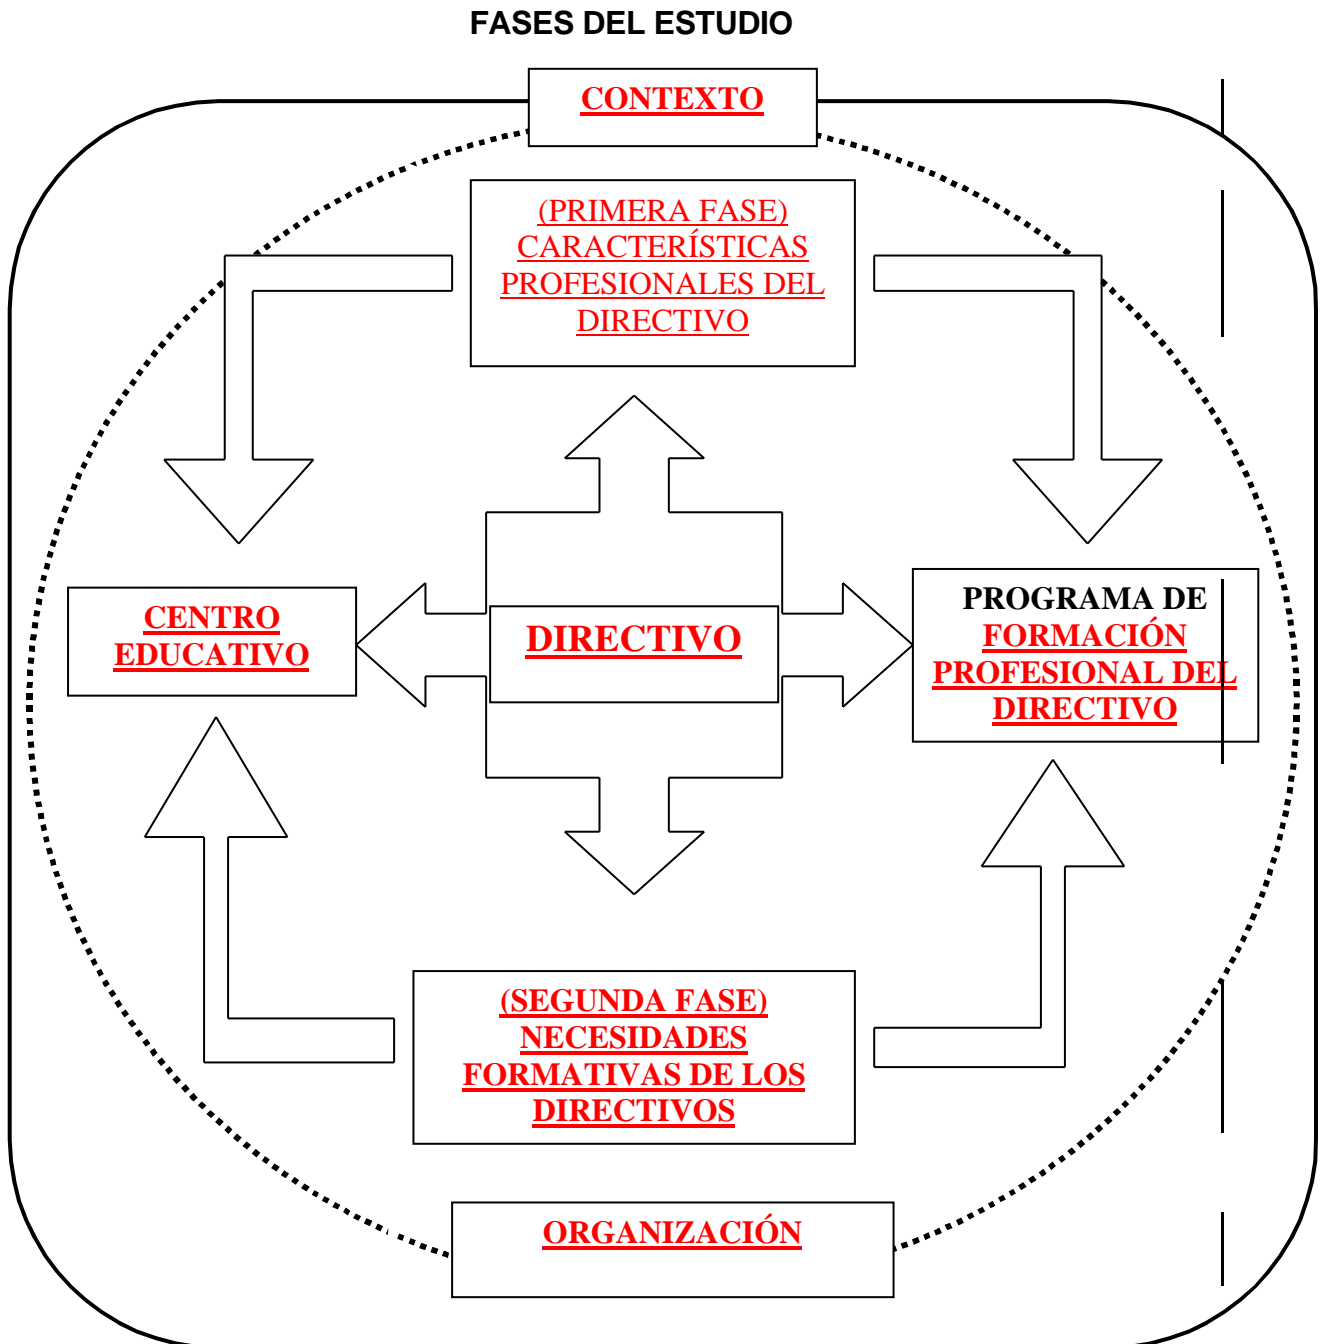 FASES DEL ESTUDIO
CONTEXTO
(PRIMERA FASE)
CARACTERÍSTICAS
PROFESIONALES DEL
DIRECTIVO
CENTRO
EDUCATIVO
DIRECTIVO
PROGRAMA DE
FORMACIÓN
PROFESIONAL DEL
DIRECTIVO
(SEGUNDA FASE)
NECESIDADES
FORMATIVAS DE LOS
DIRECTIVOS
ORGANIZACIÓN